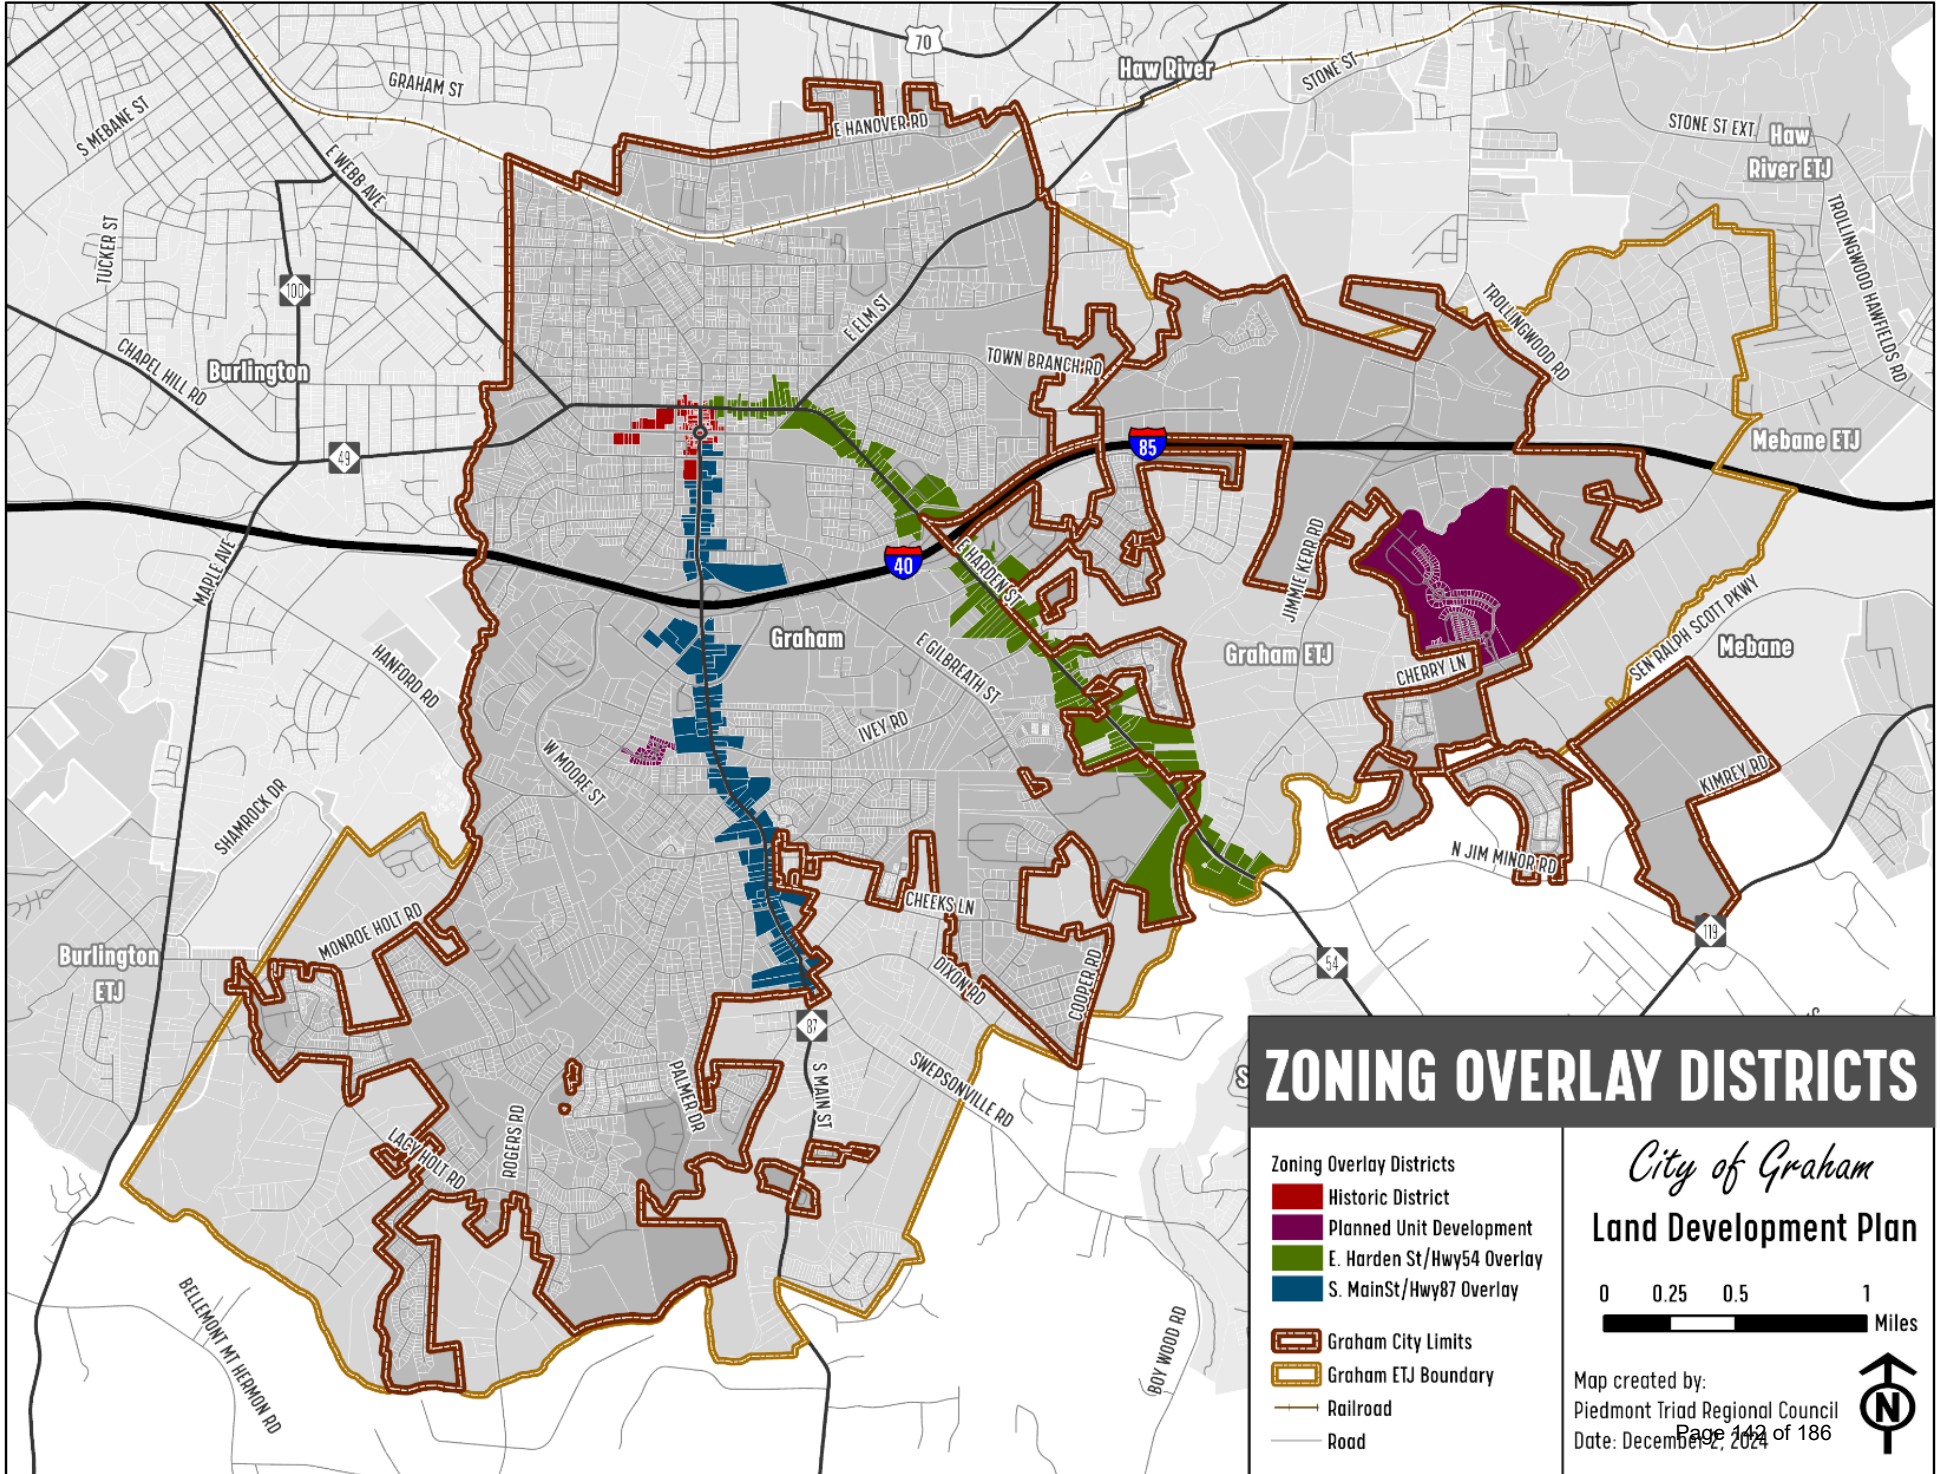 70
Haw River
GRAHAM ST
STONE ST
S MEBANE ST
E HANOVER RD
STONE ST EXT
Haw
River ETJ
E WEBB AVE
TUCKER ST
TROLLINGWOOD HAWFIELDS RD
100
E ELM ST
TROLLINGWOOD RD
CHAPEL HILL RD
Burlington
TOWN BRANCH RD
49
85
Mebane ETJ
MAPLE AVE
40
E HARDEN ST
JIMMIE KERR RD
Graham
E GILBREATH ST
Graham ETJ
CHERRY LN
SEN RALPH SCOTT PKWY
Mebane
HANFORD RD
IVEY RD
W MOORE ST
KIMREY RD
SHAMROCK DR
N JIM MINOR RD
CHEEKS LN
MONROE HOLT RD
119
Burlington
ETJ
54
DIXON RD
COOPER RD
87
S MAIN ST
SWEPSONVILLE RD
PALMER DR
ROGERS RD
LACY HOLT RD
BELLEMONT MT HERMON RD
BOY WOOD RD
S
ZONING OVERLAY DISTRICTS
Zoning Overlay Districts
Historic District
Planned Unit Development
E. Harden St/Hwy54 Overlay
S. MainSt/Hwy87 Overlay
Graham City Limits
Graham ETJ Boundary
Railroad
Road
City of Graham
Land Development Plan
0 0.25 0.5 1
Miles
Map created by:
Piedmont Triad Regional Council
Date: December 2, 2024
Page 142 of 186
N